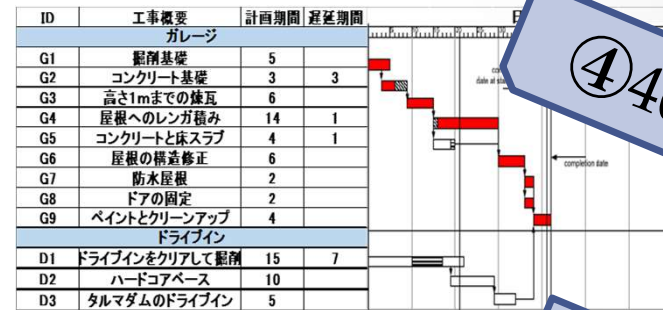 ID 工事概要 計画期間 遅延期間
ガレージ
G1 掘削基礎 5
G2 コンクリート基礎 3 3
G3 高さ1mまでの煉瓦 6
G4 屋根へのレンガ積み 14 1
G5 コンクリートと床スラブ 4 1
G6 屋根の構造修正 6
G7 防水屋根 2
G8 ドアの固定 2
G9 ペイントとクリーンアップ 4
ドライブイン
D1 ドライブインをクリアして掘削 15 7
D2 ハードコアベース 10
D3 タルマダムのドライブイン 5
date at
completion date
④4